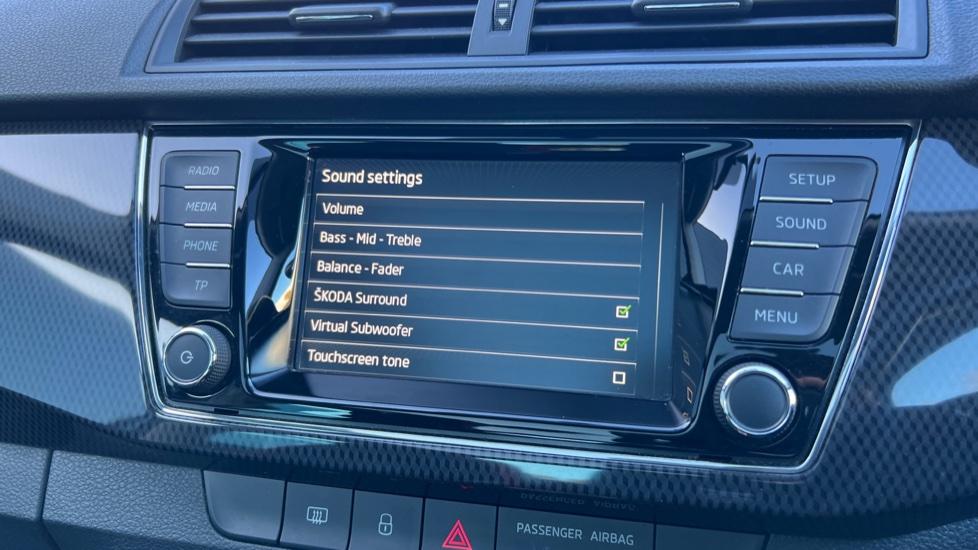 RADIO
MEDIA
PHONE
TP
Sound settings
Volume
Bass - Mid - Treble
Balance - Fader
ŠKODA Surround
Virtual Subwoofer
Touchscreen tone
SETUP
SOUND
CAR
MENU
PASSENGER AIRBAG